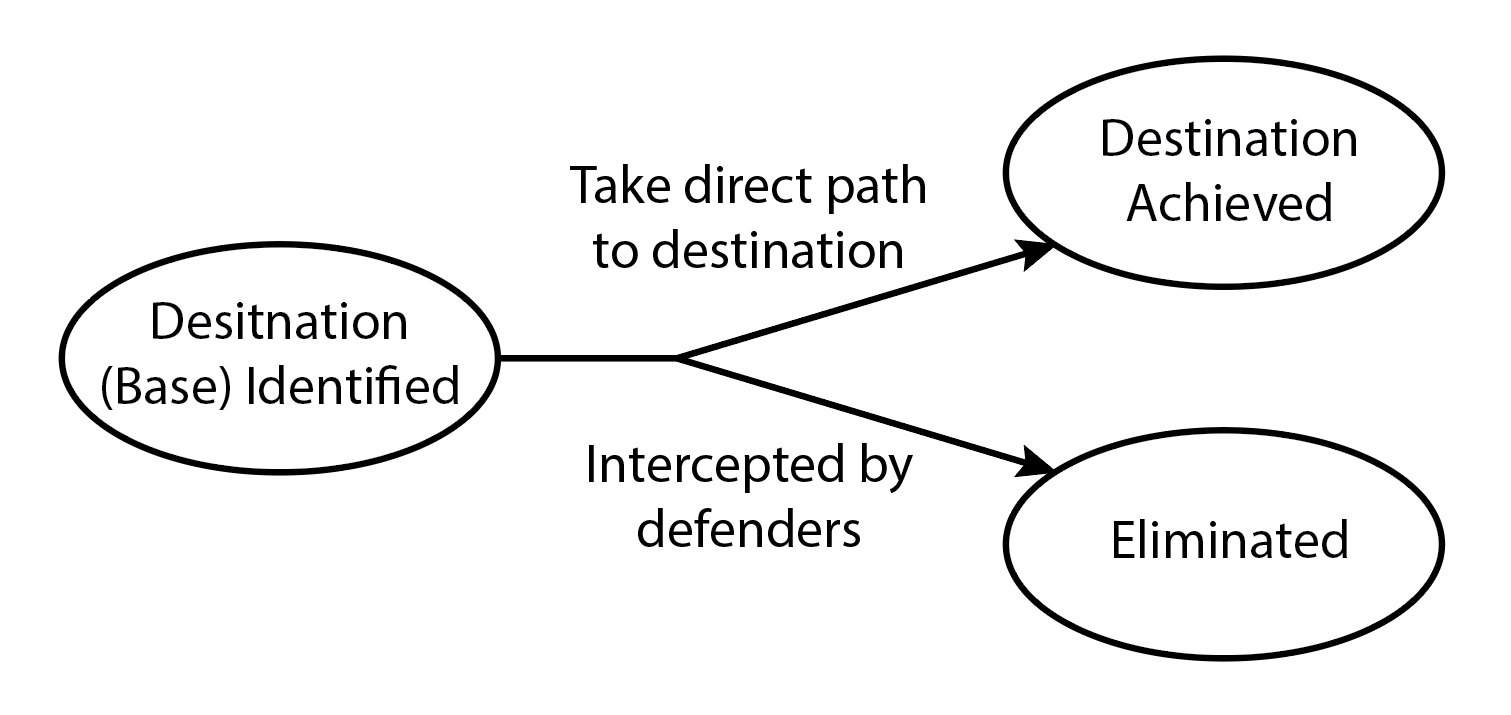 Desitnation
(Base) Identified
Take direct path
to destination
Destination
Achieved
Intercepted by
defenders
Eliminated